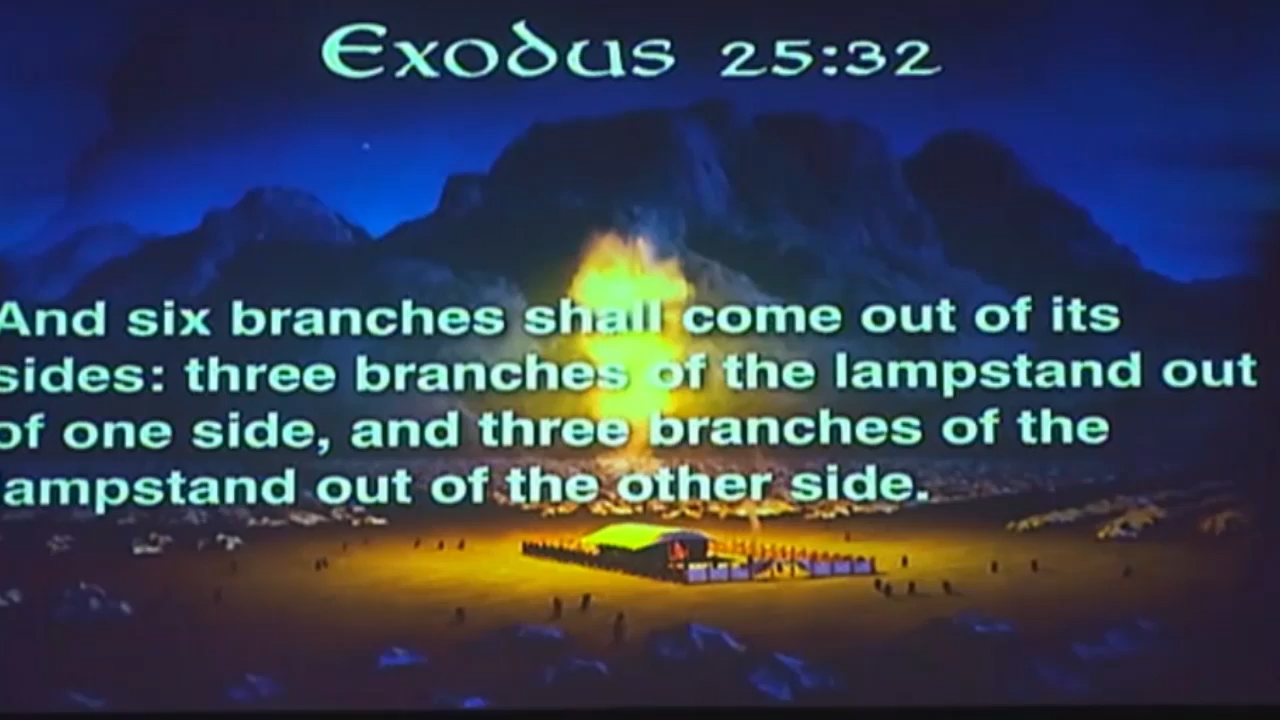 Exodus 25:32
And six branches shall come out of its
sides: three branches of the lampstand out
of one side, and three branches of the
lampstand out of the other side.